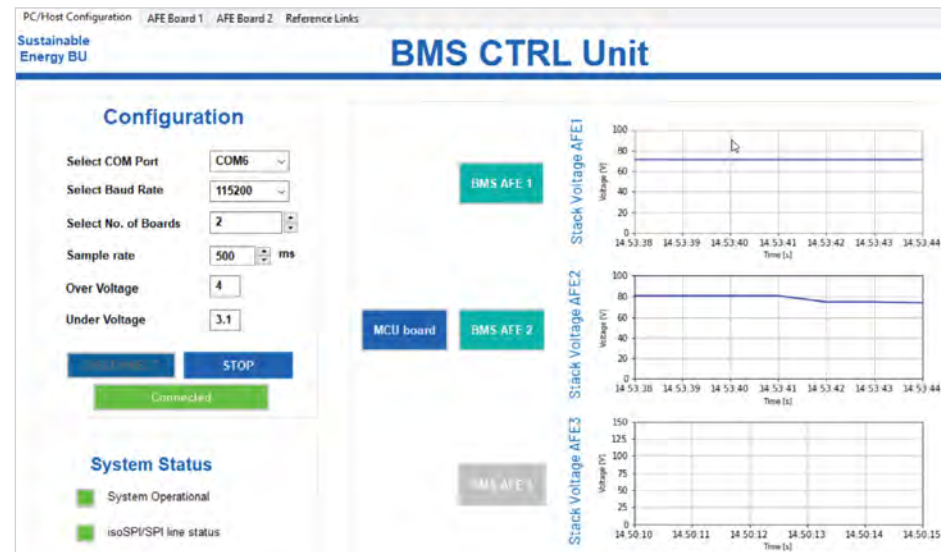 PC/Host Configuration AFE Board 1 AFE Board 2 Reference Links
Sustainable
Energy BU
BMS CTRL Unit
Configuration
Select COM Port COM6
Select Baud Rate 115200
Select No. of Boards 2
Sample rate 500 ms
Over Voltage 4
Under Voltage 3.1
STOP
Connected
System Status
System Operational
isoSPI/SPI line status
MCU board
BMS AFE 1
BMS AFE 2
Stack Voltage AFE1
Voltage [V]
100
80
60
40
20
0
14:53:38 14:53:39 14:53:40 14:53:41 14:53:42 14:53:43 14:53:44
Time [s]
Stack Voltage AFE2
Voltage [V]
100
80
60
40
20
0
14:53:38 14:53:39 14:53:40 14:53:41 14:53:42 14:53:43 14:53:44
Time [s]
BMS AFE 3
Stack Voltage AFE3
Voltage [V]
150
125
100
75
50
25
0
14:50:10 14:50:11 14:50:12 14:50:13 14:50:14 14:50:15
Time [s]